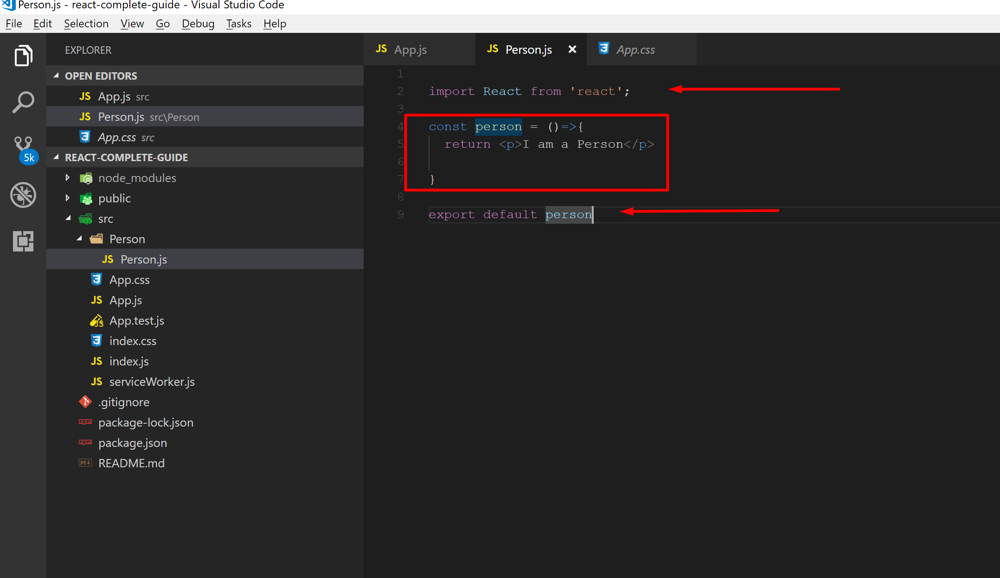 Person.js - react-complete-guide - Visual Studio Code
File Edit Selection View Go Debug Tasks Help
EXPLORER
OPEN EDITORS
JS App.js src
JS Person.js src\Person
App.css src
REACT-COMPLETE-GUIDE
node_modules
public
src
Person
JS Person.js
App.css
JS App.js
JS App.test.js
index.css
JS index.js
JS serviceWorker.js
.gitignore
npm package-lock.json
npm package.json
M README.md
5k
JS App.js JS Person.js App.css
1
2 import React from 'react';
3
4 const person = ()=>{
5 return <p>I am a Person</p>
6
7 }
8
9 export default person